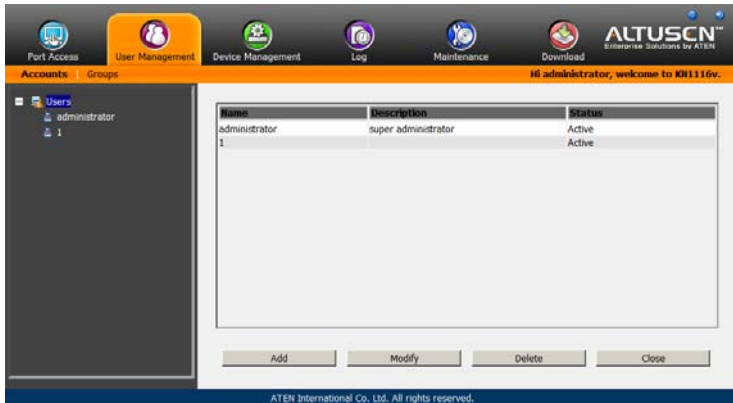 Port Access User Management Device Management Log Maintenance Download ALTUSCN™
Enterprise Solutions by ATEN
Accounts Groups Hi administrator, welcome to KN1116v.
Users
administrator
1
Name Description Status
administrator super administrator Active
1 Active
Add Modify Delete Close
ATEN International Co. Ltd. All rights reserved.